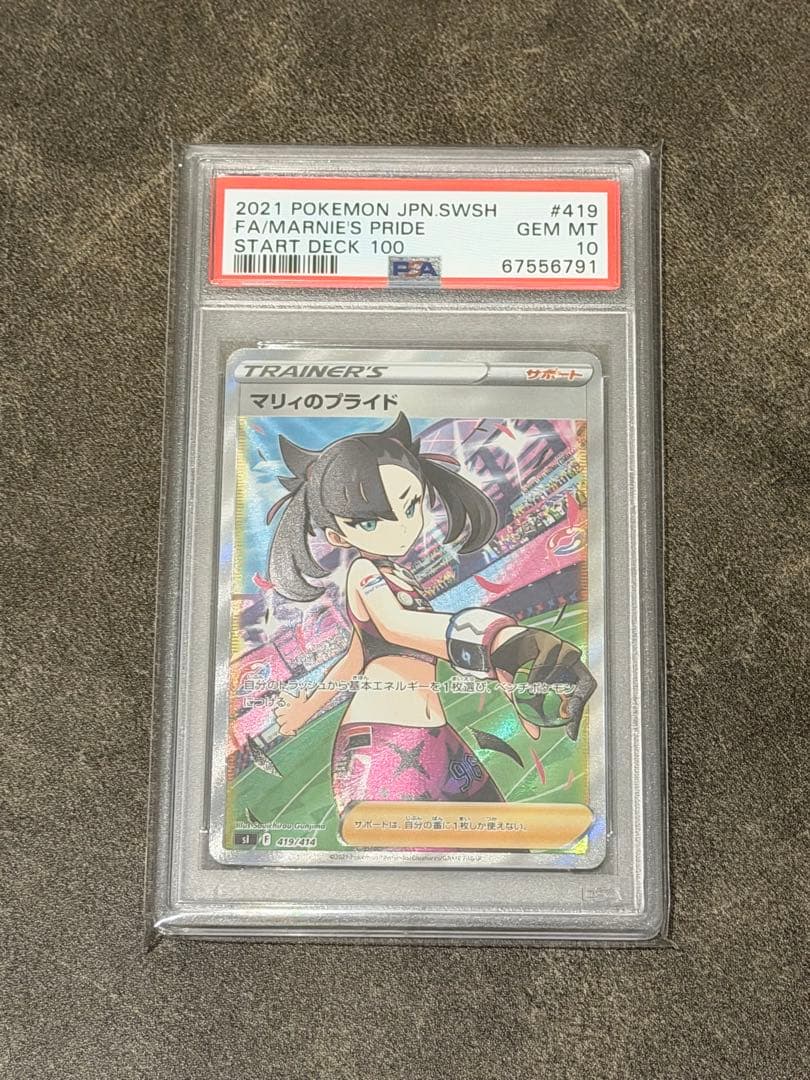 2021 POKEMON JPN.SWSH #419
FA/MARNIE'S PRIDE GEM MT
START DECK 100 10
PSA 67556791
TRAINER'S サポート
マリィのプライド
自分のトラッシュから基本エネルギーを1枚選び、ベンチポケモン
につける。
96
サポートは、自分の番に1枚しか使えない。
sI F 419/414